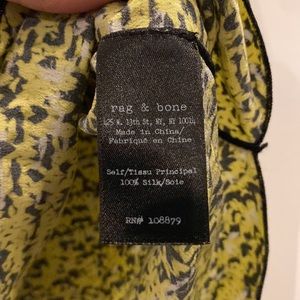 rag & bone
425 W. 13th St, NY, NY 10014
Made in China/
Fabriqué en Chine
Self/Tissu Principal
100% Silk/Soie
RN# 108879